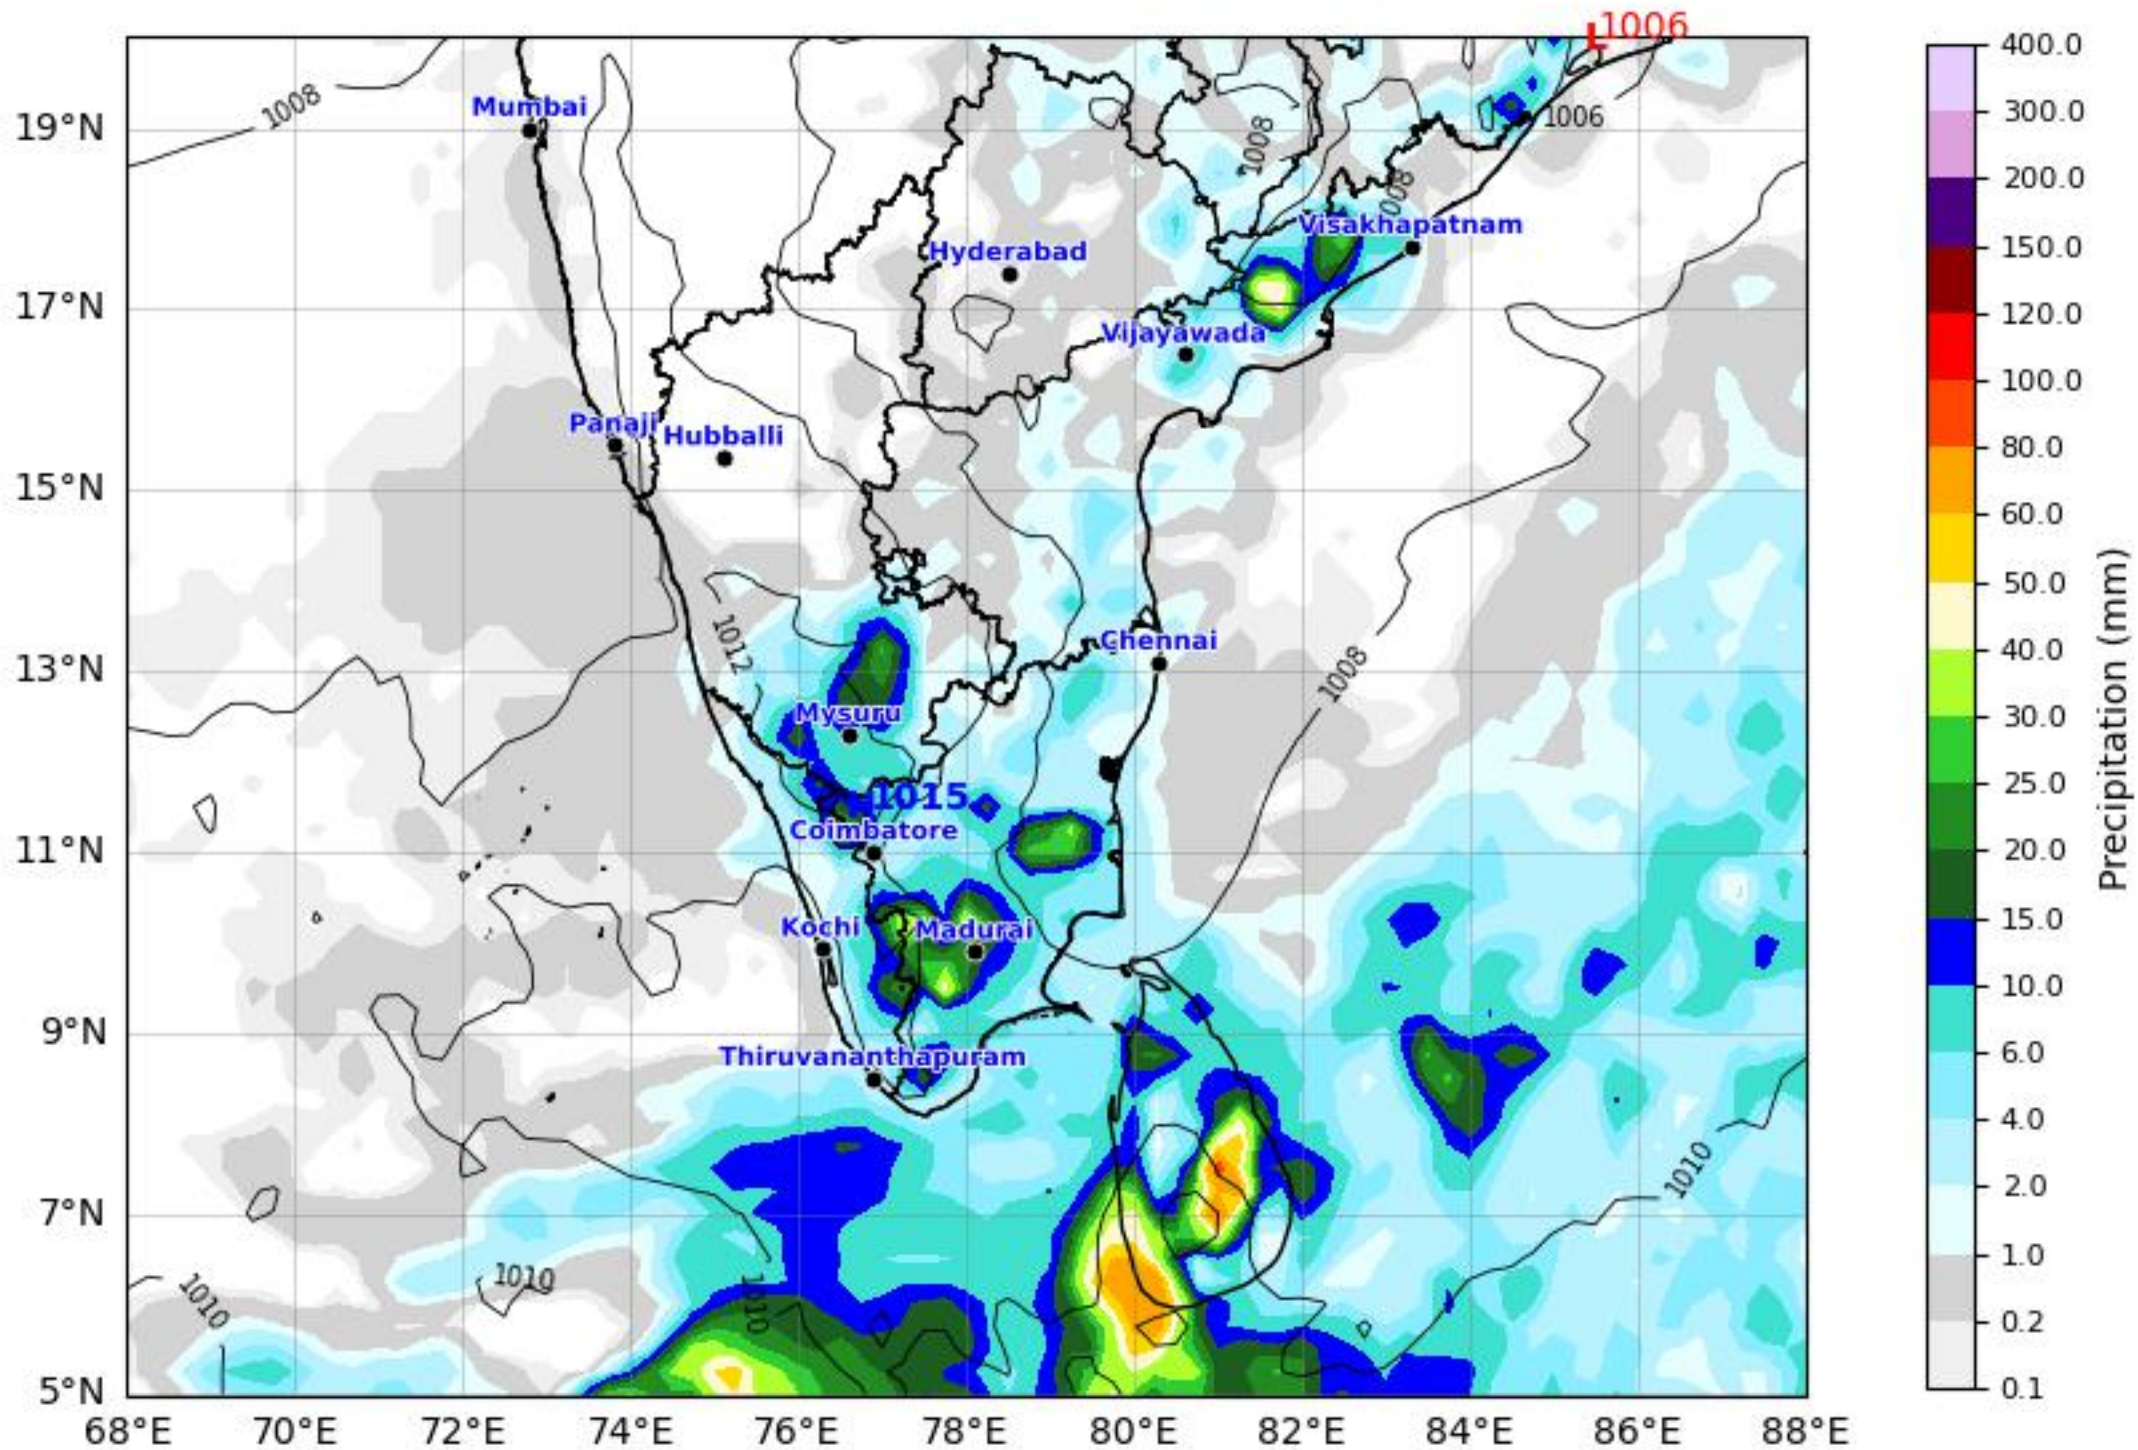 L1006
1008
Mumbai
1006
1008
1008
Visakhapatnam
Hyderabad
Vijayawada
Panaji
Hubballi
1012
Chennai
1008
Mysuru
1015
Coimbatore
Kochi
Madurai
Thiruvananthapuram
1010
1010
1010
1010
19°N
17°N
15°N
13°N
11°N
9°N
7°N
5°N
68°E 70°E 72°E 74°E 76°E 78°E 80°E 82°E 84°E 86°E 88°E
400.0
300.0
200.0
150.0
120.0
100.0
80.0
60.0
50.0
40.0
30.0
25.0
20.0
15.0
10.0
6.0
4.0
2.0
1.0
0.2
0.1
Precipitation (mm)